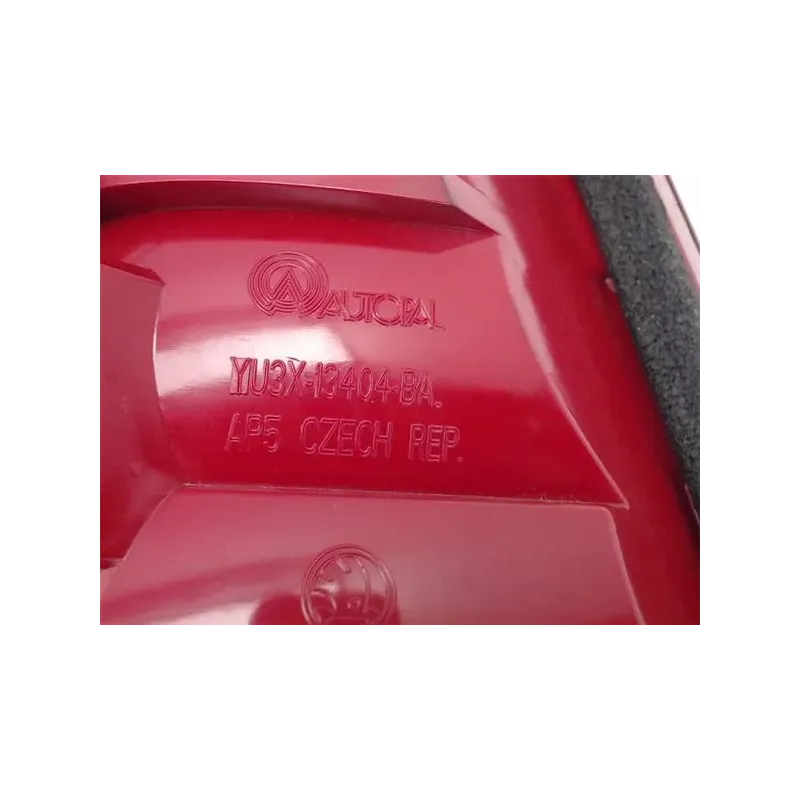 AUTOPAL
YU3X-13404-BA.
AP5 CZECH REP.